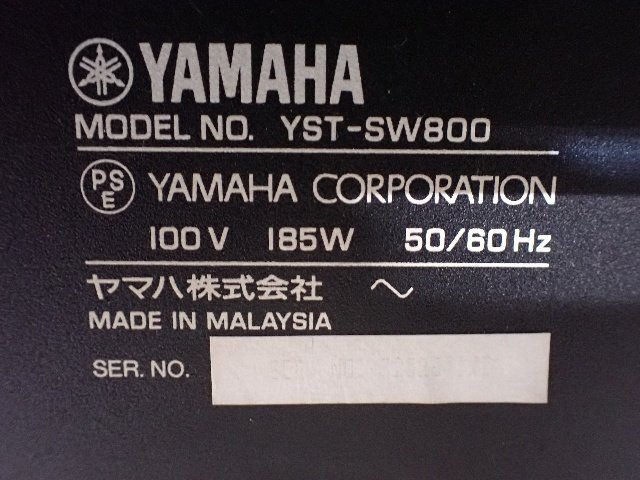 YAMAHA
MODEL NO. YST-SW800
PSE YAMAHA CORPORATION
100V 185W 50/60Hz
ヤマハ株式会社 ～
MADE IN MALAYSIA
SER. NO.